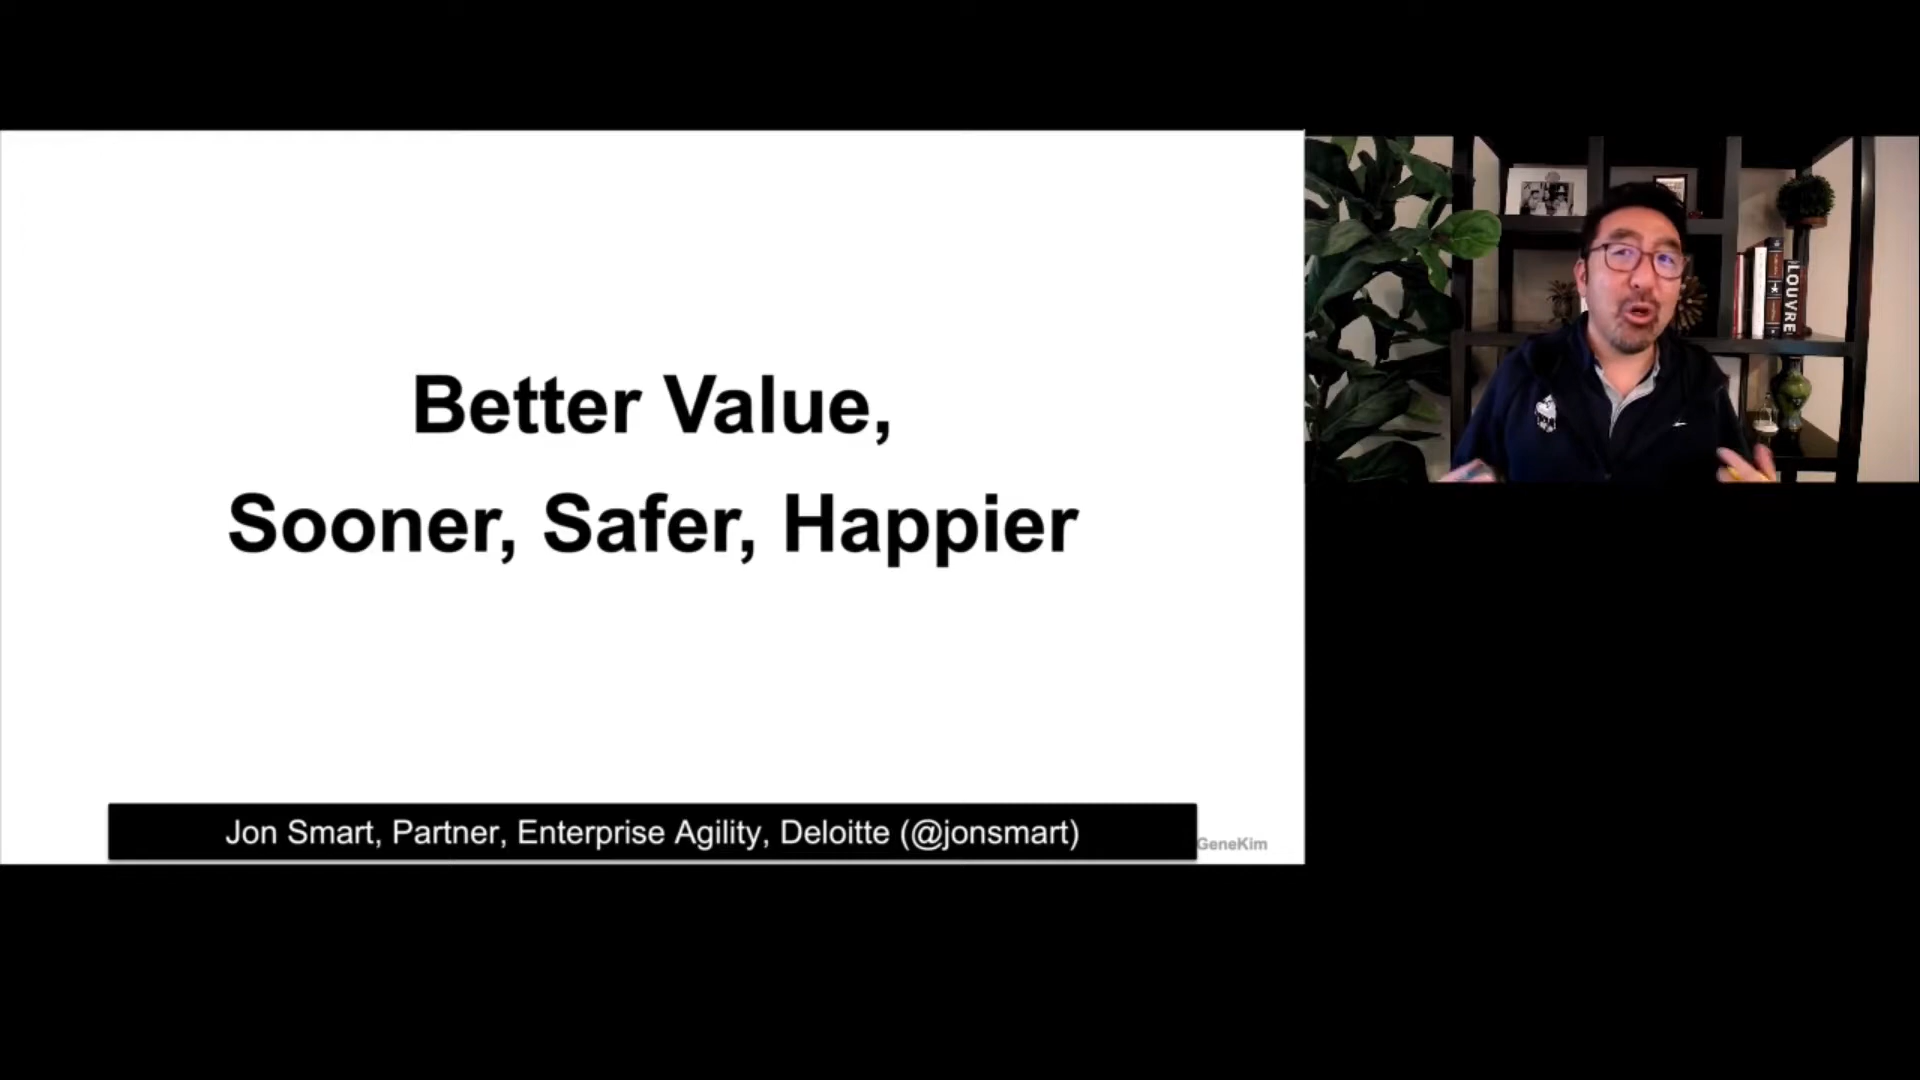 Better Value,
Sooner, Safer, Happier
Jon Smart, Partner, Enterprise Agility, Deloitte (@jonsmart)
GeneKim
LOUVRE